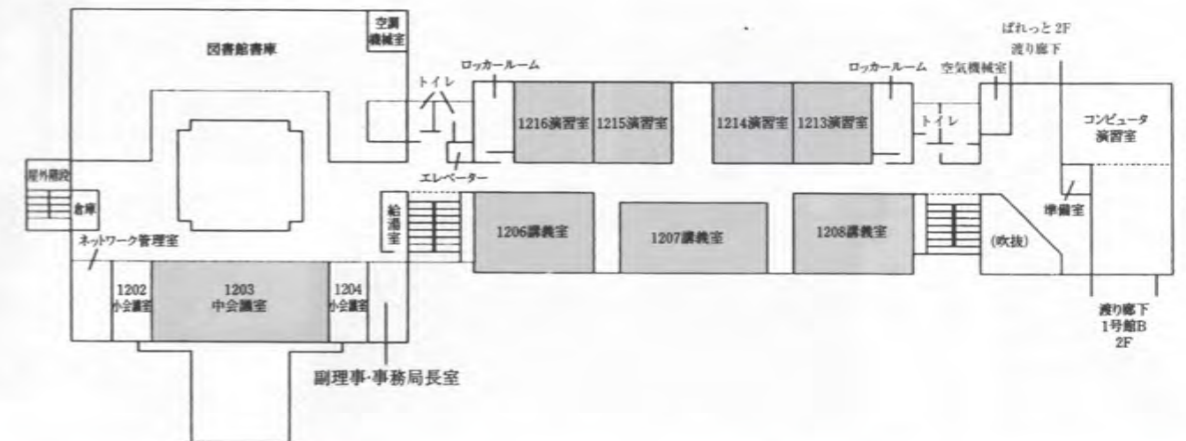 空調
機械室
図書館書庫
ぱれっと2F
渡り廊下
ロッカールーム
ロッカールーム
空気機械室
トイレ
トイレ
1216演習室
1215演習室
1214演習室
1213演習室
コンピュータ
演習室
エレベーター
屋外階段
倉庫
給湯室
準備室
ネットワーク管理室
1206講義室
1207講義室
1208講義室
(吹抜)
1202
小会議室
1203
中会議室
1204
小会議室
渡り廊下
1号館B
2F
副理事・事務局長室